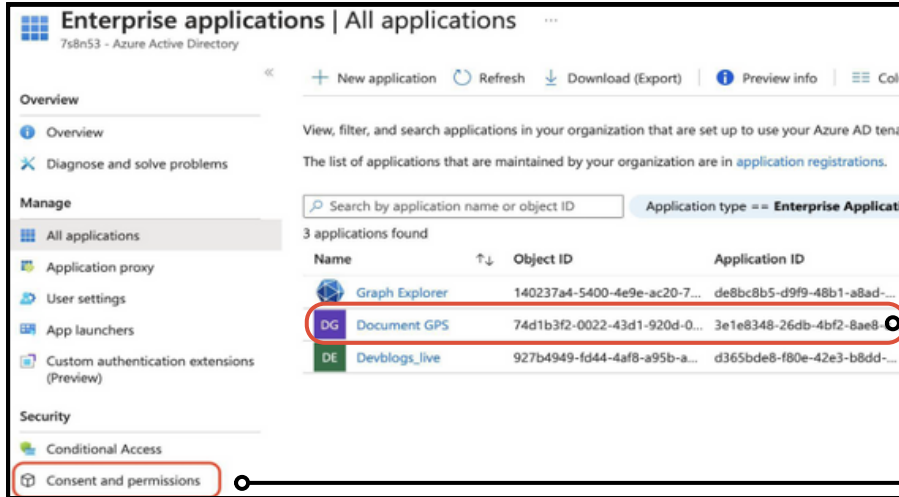 Enterprise applications | All applications ...
7s8n53 - Azure Active Directory
«
Overview
Overview
Diagnose and solve problems
Manage
All applications
Application proxy
User settings
App launchers
Custom authentication extensions
(Preview)
Security
Conditional Access
Consent and permissions
+ New application Refresh Download (Export) Preview info Col
View, filter, and search applications in your organization that are set up to use your Azure AD tena
The list of applications that are maintained by your organization are in application registrations.
Search by application name or object ID Application type == Enterprise Applicati
3 applications found
Name ↑↓ Object ID Application ID
Graph Explorer 140237a4-5400-4e9e-ac20-7... de8bc8b5-d9f9-48b1-a8ad-...
DG Document GPS 74d1b3f2-0022-43d1-920d-0... 3e1e8348-26db-4bf2-8ae8-
DE Devblogs_live 927b4949-fd44-4af8-a95b-a... d365bde8-f80e-42e3-b8dd-...